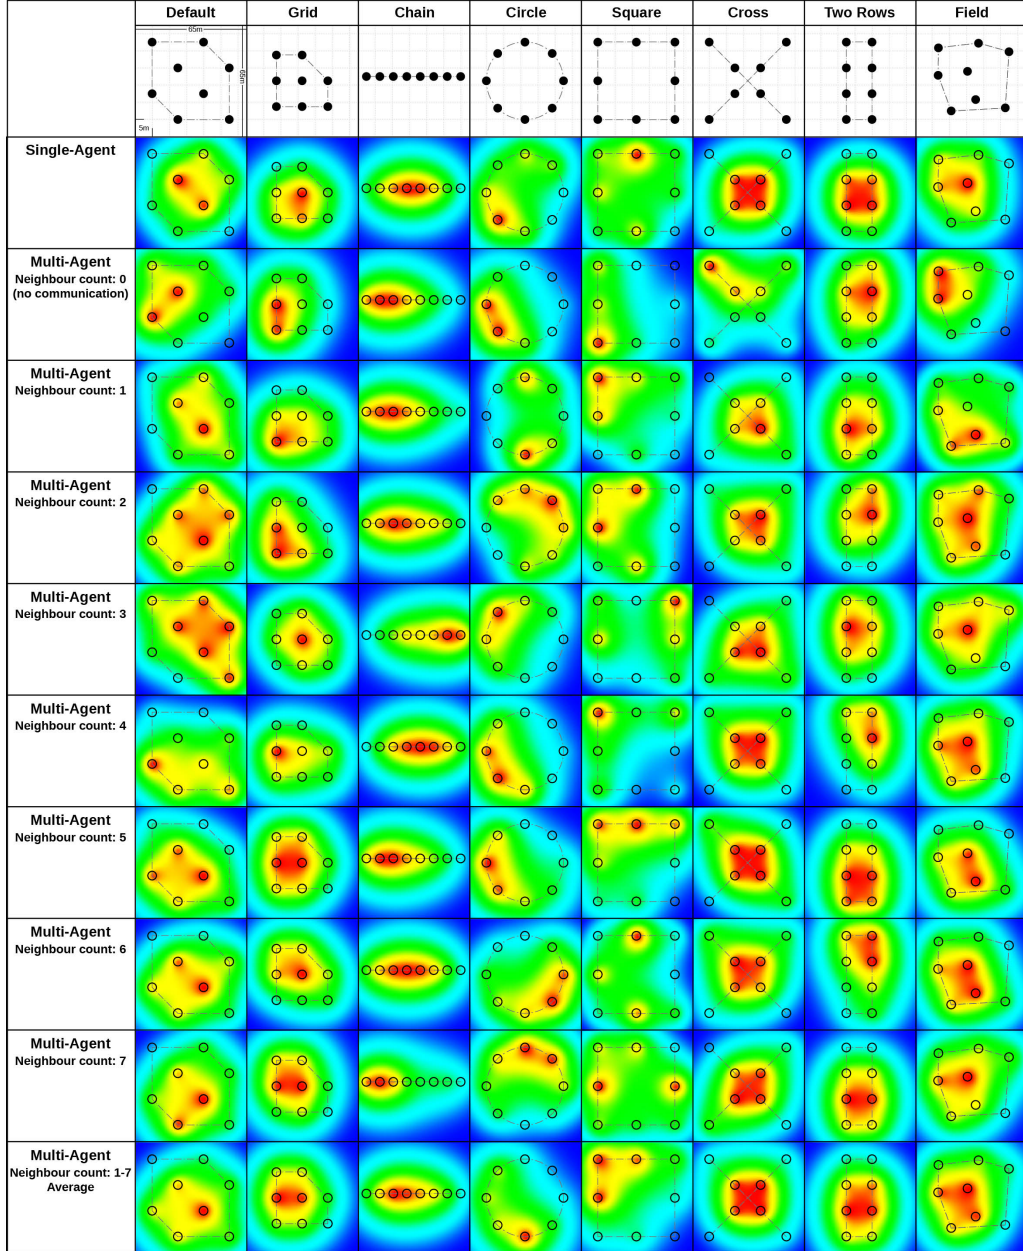 Default Grid Chain Circle Square Cross Two Rows Field
65m
65m
5m
Single-Agent
Multi-Agent
Neighbour count: 0
(no communication)
Multi-Agent
Neighbour count: 1
Multi-Agent
Neighbour count: 2
Multi-Agent
Neighbour count: 3
Multi-Agent
Neighbour count: 4
Multi-Agent
Neighbour count: 5
Multi-Agent
Neighbour count: 6
Multi-Agent
Neighbour count: 7
Multi-Agent
Neighbour count: 1-7
Average